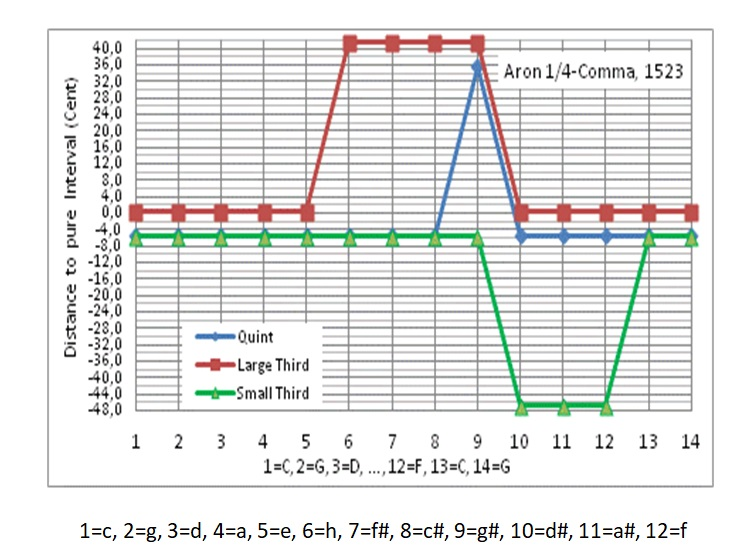 Distance to pure Interval (Cent)
40,0
36,0
32,0
28,0
24,0
20,0
16,0
12,0
8,0
4,0
0,0
-4,0
-8,0
-12,0
-16,0
-20,0
-24,0
-28,0
-32,0
-36,0
-40,0
-44,0
-48,0
Aron 1/4-Comma, 1523
Quint
Large Third
Small Third
1 2 3 4 5 6 7 8 9 10 11 12 13 14
1=C, 2=G, 3=D, ..., 12=F, 13=C, 14=G
1=c, 2=g, 3=d, 4=a, 5=e, 6=h, 7=f#, 8=c#, 9=g#, 10=d#, 11=a#, 12=f